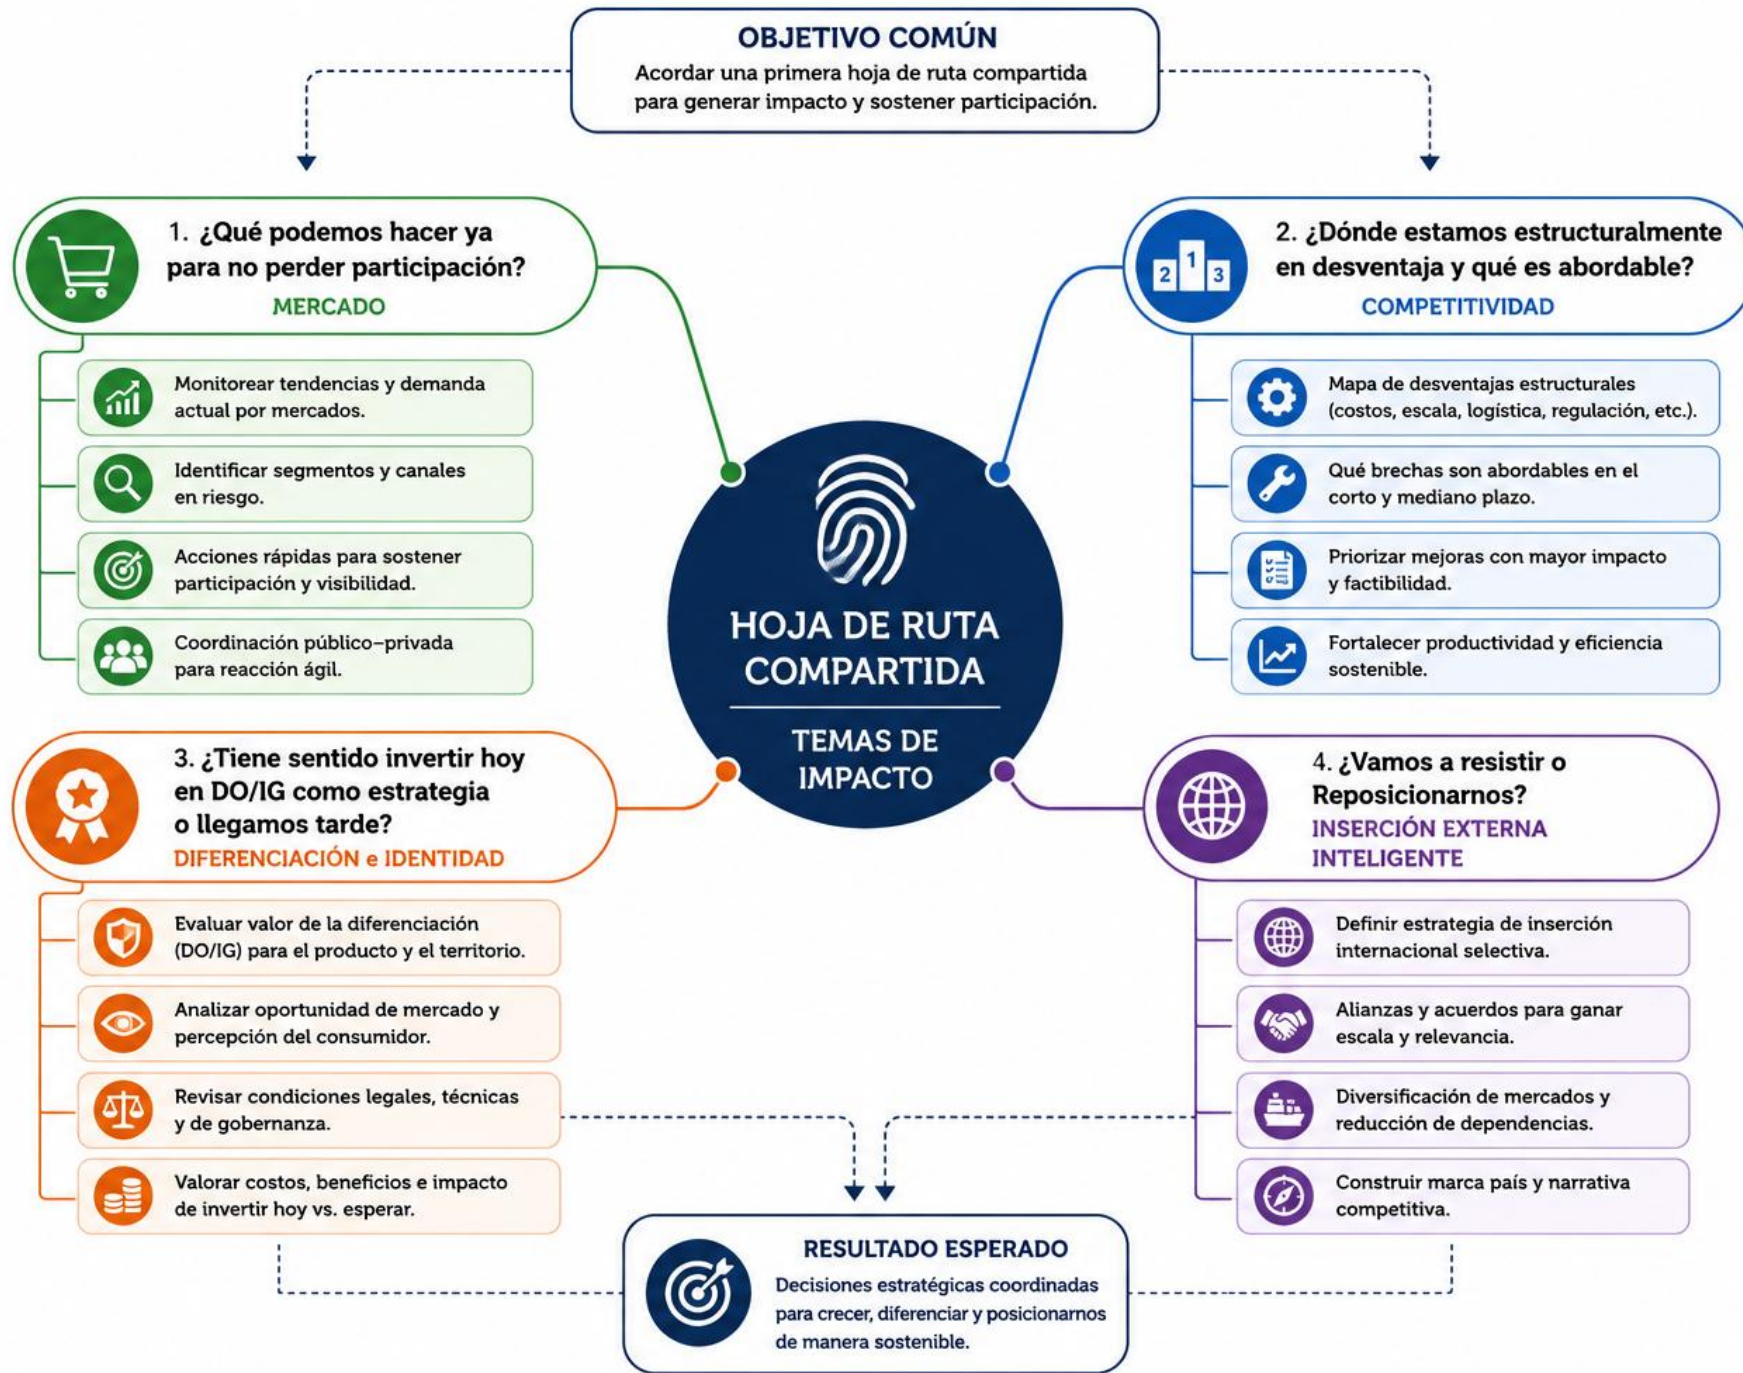 OBJETIVO COMÚN
Acordar una primera hoja de ruta compartida
para generar impacto y sostener participación.
1. ¿Qué podemos hacer ya
para no perder participación?
MERCADO
Monitorear tendencias y demanda
actual por mercados.
Identificar segmentos y canales
en riesgo.
Acciones rápidas para sostener
participación y visibilidad.
Coordinación público–privada
para reacción ágil.
2 1 3
2. ¿Dónde estamos estructuralmente
en desventaja y qué es abordable?
COMPETITIVIDAD
Mapa de desventajas estructurales
(costos, escala, logística, regulación, etc.).
Qué brechas son abordables en el
corto y mediano plazo.
Priorizar mejoras con mayor impacto
y factibilidad.
Fortalecer productividad y eficiencia
sostenible.
HOJA DE RUTA
COMPARTIDA
TEMAS DE
IMPACTO
3. ¿Tiene sentido invertir hoy
en DO/IG como estrategia
o llegamos tarde?
DIFERENCIACIÓN e IDENTIDAD
Evaluar valor de la diferenciación
(DO/IG) para el producto y el territorio.
Analizar oportunidad de mercado y
percepción del consumidor.
Revisar condiciones legales, técnicas
y de gobernanza.
Valorar costos, beneficios e impacto
de invertir hoy vs. esperar.
4. ¿Vamos a resistir o
Reposicionarnos?
INSERCIÓN EXTERNA
INTELIGENTE
Definir estrategia de inserción
internacional selectiva.
Alianzas y acuerdos para ganar
escala y relevancia.
Diversificación de mercados y
reducción de dependencias.
Construir marca país y narrativa
competitiva.
RESULTADO ESPERADO
Decisiones estratégicas coordinadas
para crecer, diferenciar y posicionarnos
de manera sostenible.